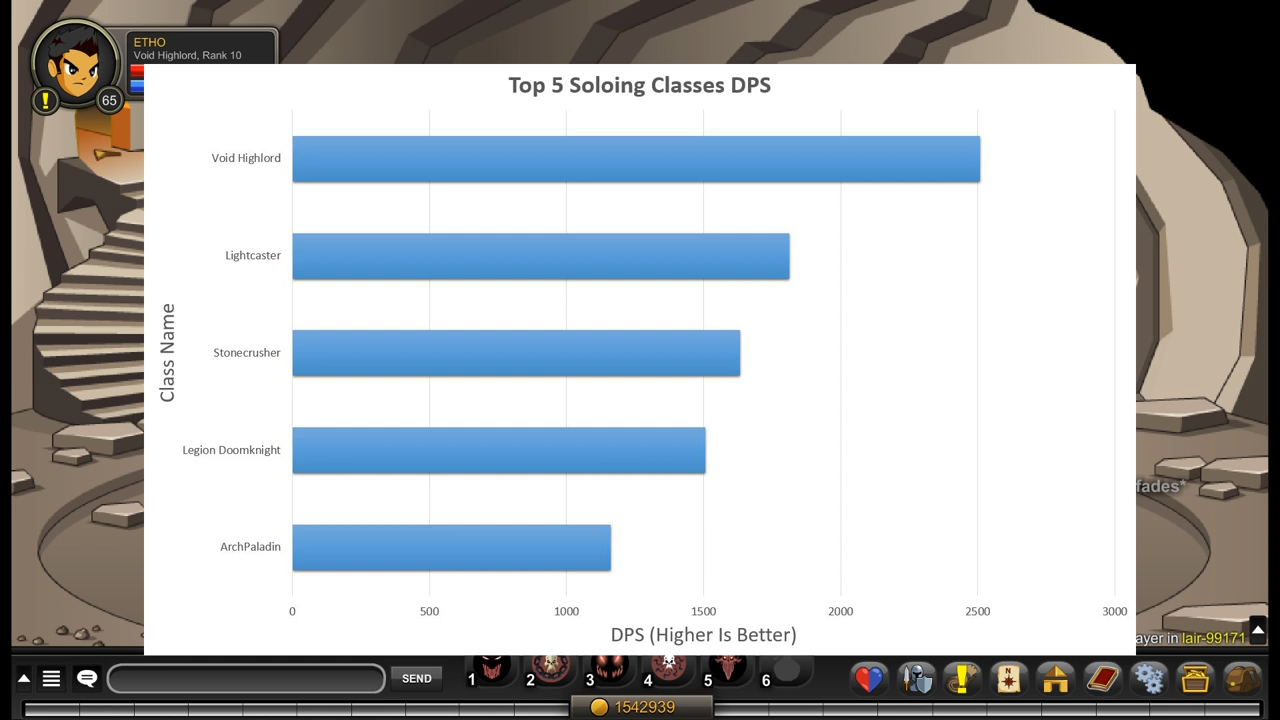 ETHO
Void Highlord, Rank 10
65
Top 5 Soloing Classes DPS
Class Name
Void Highlord
Lightcaster
Stonecrusher
Legion Doomknight
ArchPaladin
0 500 1000 1500 2000 2500 3000
DPS (Higher Is Better)
fades*
ayer in lair-99171
SEND
1 2 3 4 5 6
N
1542939